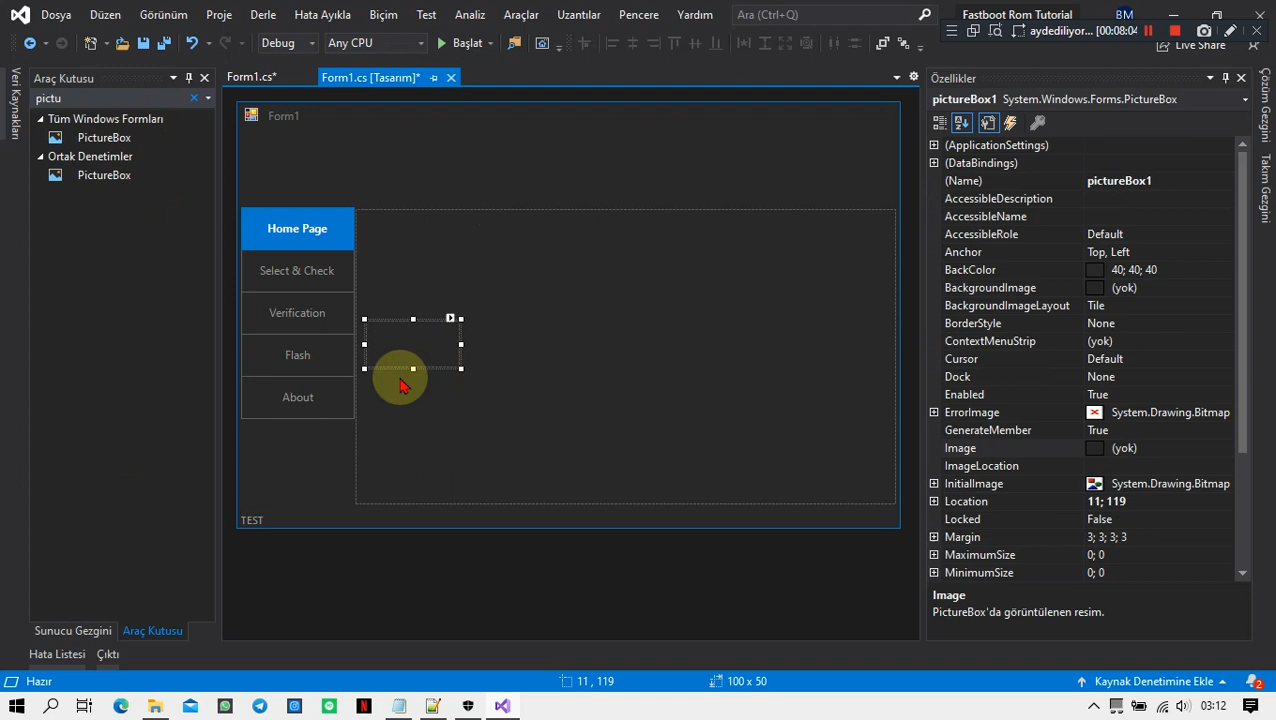 Dosya Düzen Görünüm Proje Derle Hata Ayıkla Biçim Test Analiz Araçlar Uzantılar Pencere Yardım Ara (Ctrl+Q) Fastboot Rom Tutorial BM
Debug Any CPU Başlat aydediliyor... [00:08:04
Live Share
Veri Kaynakları
Araç Kutusu
pictu
Tüm Windows Formları
PictureBox
Ortak Denetimler
PictureBox
Sunucu Gezgini Araç Kutusu
Form1.cs* Form1.cs [Tasarım]*
Form1
Home Page
Select & Check
Verification
Flash
About
TEST
Özellikler
pictureBox1 System.Windows.Forms.PictureBox
(ApplicationSettings)
(DataBindings)
(Name) pictureBox1
AccessibleDescription
AccessibleName
AccessibleRole Default
Anchor Top, Left
BackColor 40; 40; 40
BackgroundImage (yok)
BackgroundImageLayout Tile
BorderStyle None
ContextMenuStrip (yok)
Cursor Default
Dock None
Enabled True
ErrorImage System.Drawing.Bitmap
GenerateMember True
Image (yok)
ImageLocation
InitialImage System.Drawing.Bitmap
Location 11; 119
Locked False
Margin 3; 3; 3; 3
MaximumSize 0; 0
MinimumSize 0; 0
Image
PictureBox'da görüntülenen resim.
Çözüm Gezgini
Takım Gezgini
Hata Listesi Çıktı
Hazır 11 , 119 100 x 50 Kaynak Denetimine Ekle 2
03:12